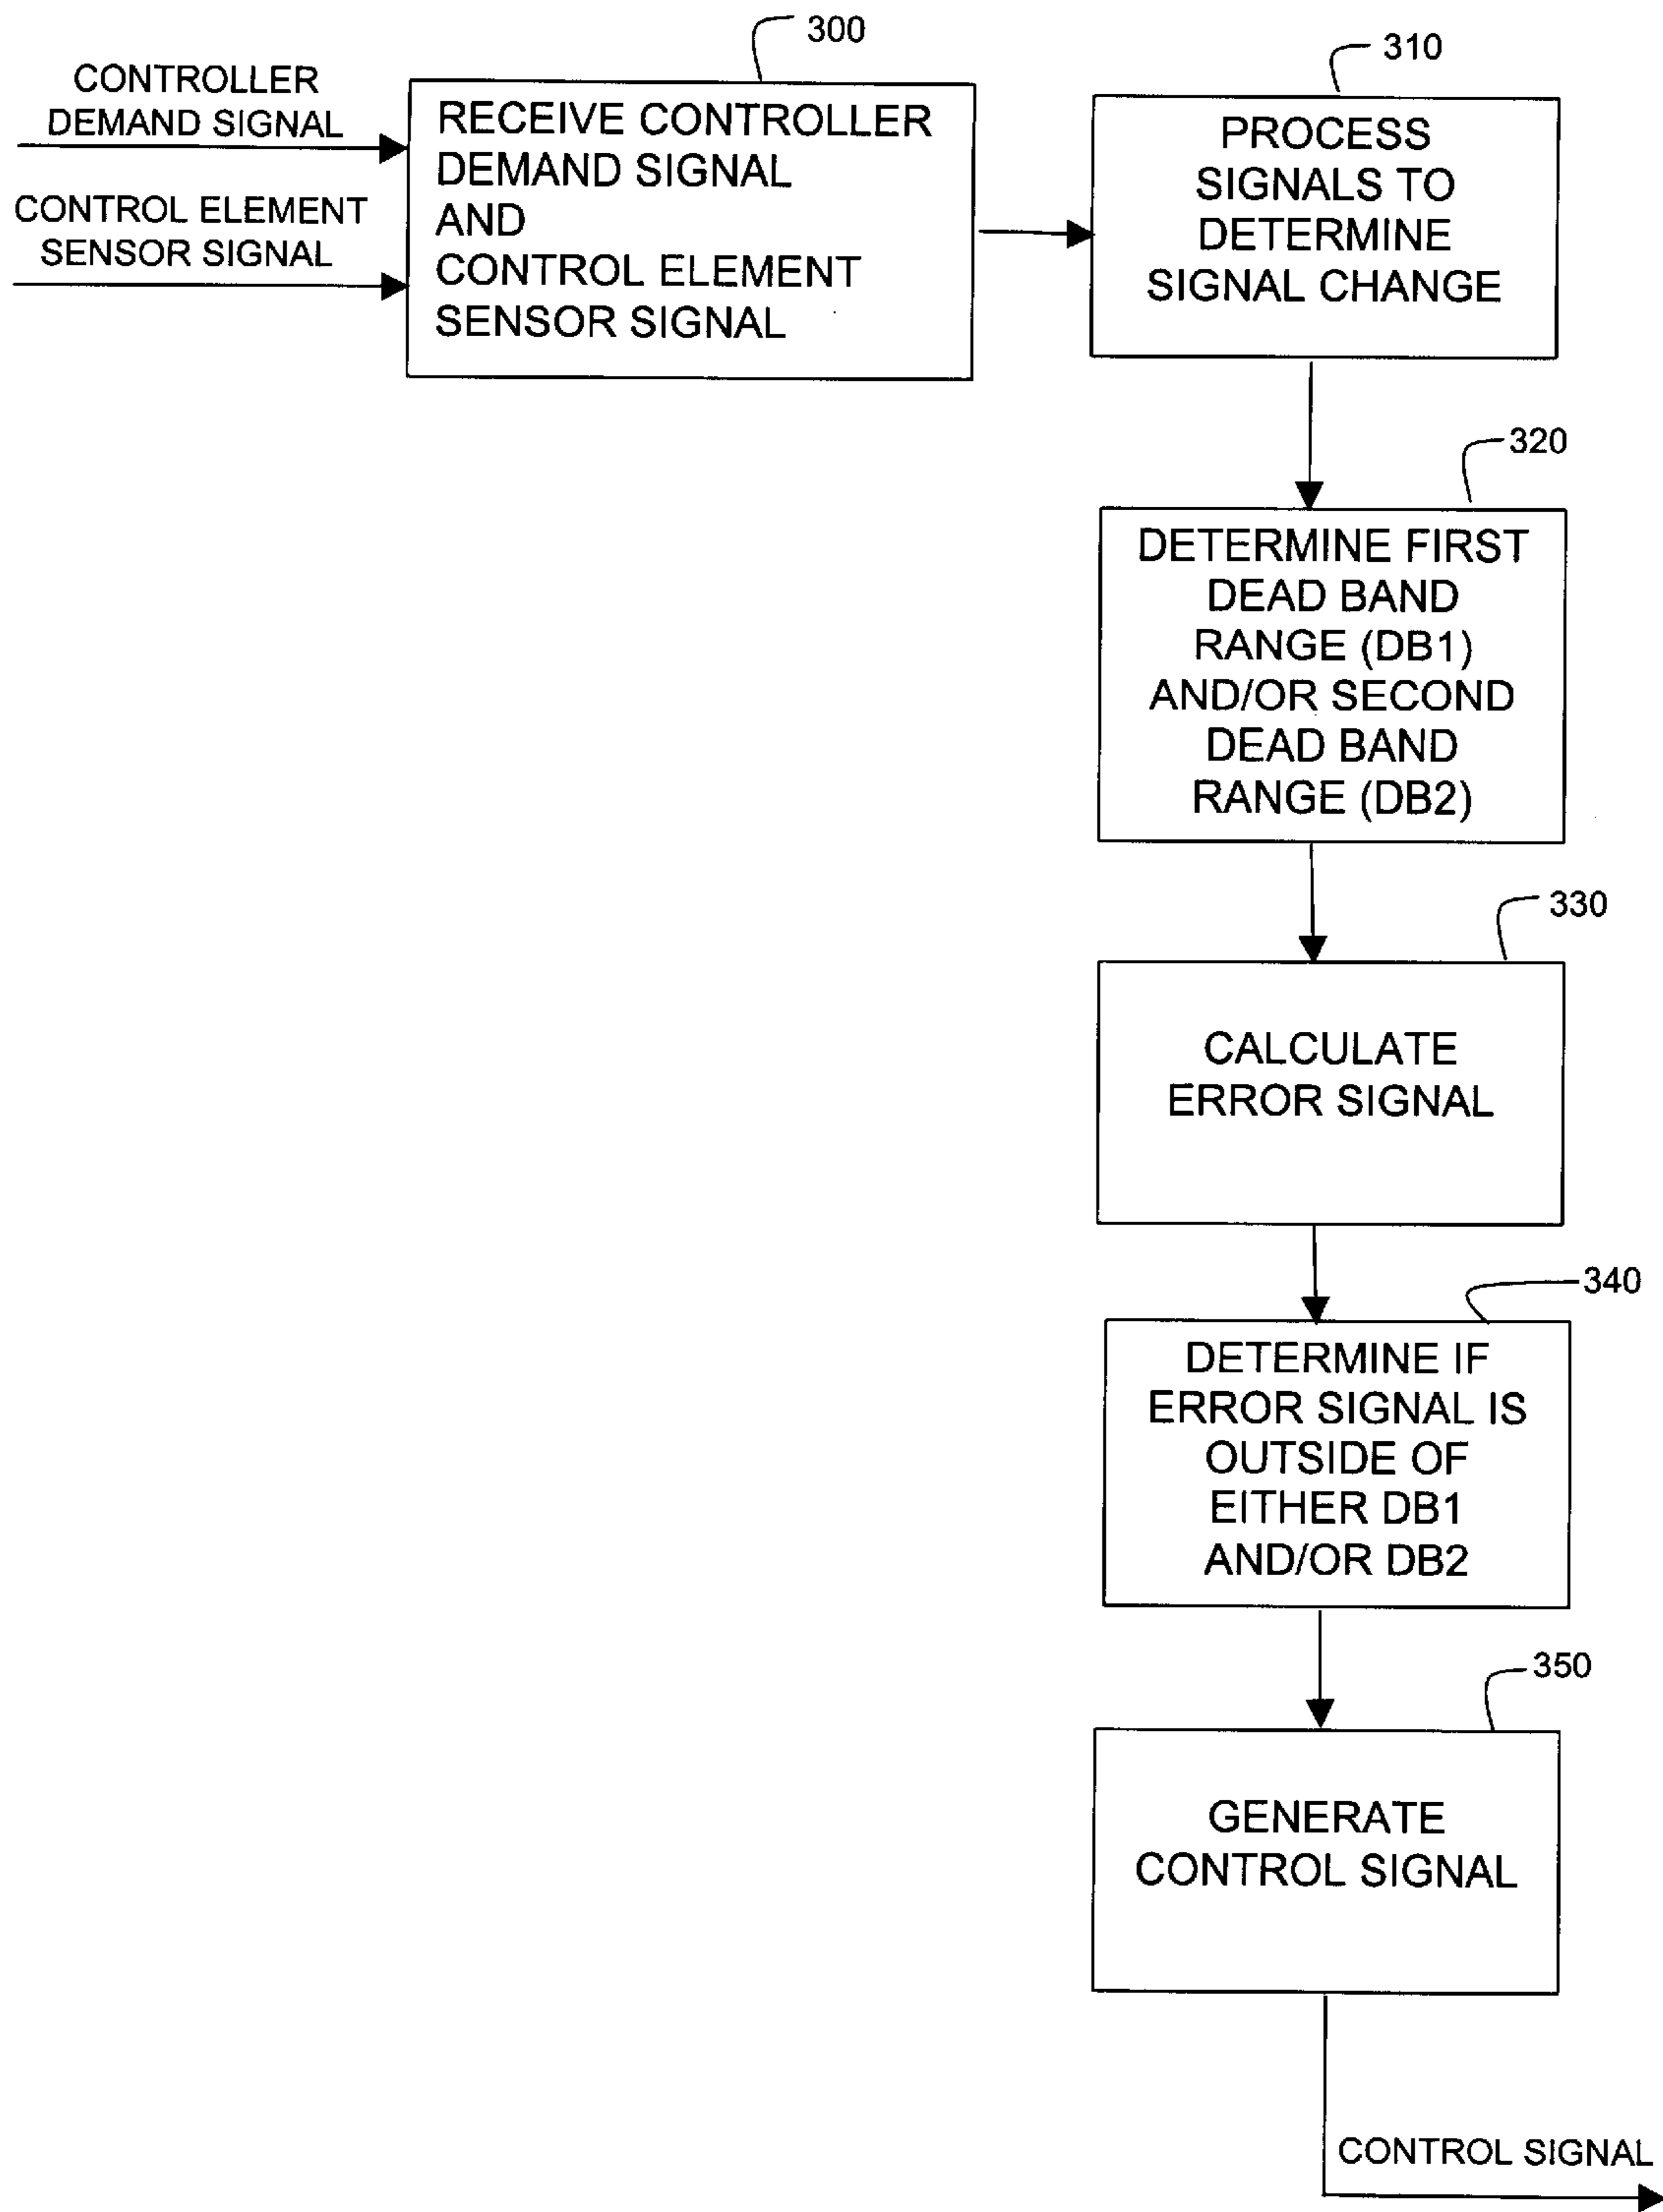 300
310
CONTROLLER
DEMAND SIGNAL
CONTROL ELEMENT
SENSOR SIGNAL
RECEIVE CONTROLLER
DEMAND SIGNAL
AND
CONTROL ELEMENT
SENSOR SIGNAL
PROCESS
SIGNALS TO
DETERMINE
SIGNAL CHANGE
320
DETERMINE FIRST
DEAD BAND
RANGE (DB1)
AND/OR SECOND
DEAD BAND
RANGE (DB2)
330
CALCULATE
ERROR SIGNAL
340
DETERMINE IF
ERROR SIGNAL IS
OUTSIDE OF
EITHER DB1
AND/OR DB2
350
GENERATE
CONTROL SIGNAL
CONTROL SIGNAL